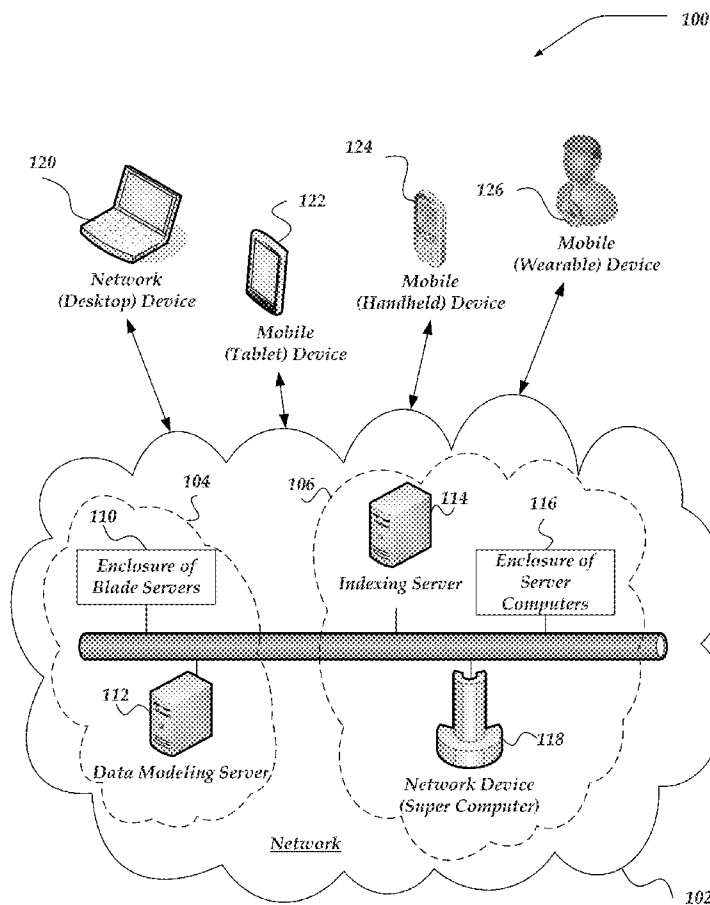 100
120
124
122
126
Network
(Desktop) Device
Mobile
(Tablet) Device
Mobile
(Handheld) Device
Mobile
(Wearable) Device
104
106
110
114
116
Enclosure of
Blade Servers
Indexing Server
Enclosure of
Server
Computers
112
118
Data Modeling Server
Network Device
(Super Computer)
Network
102